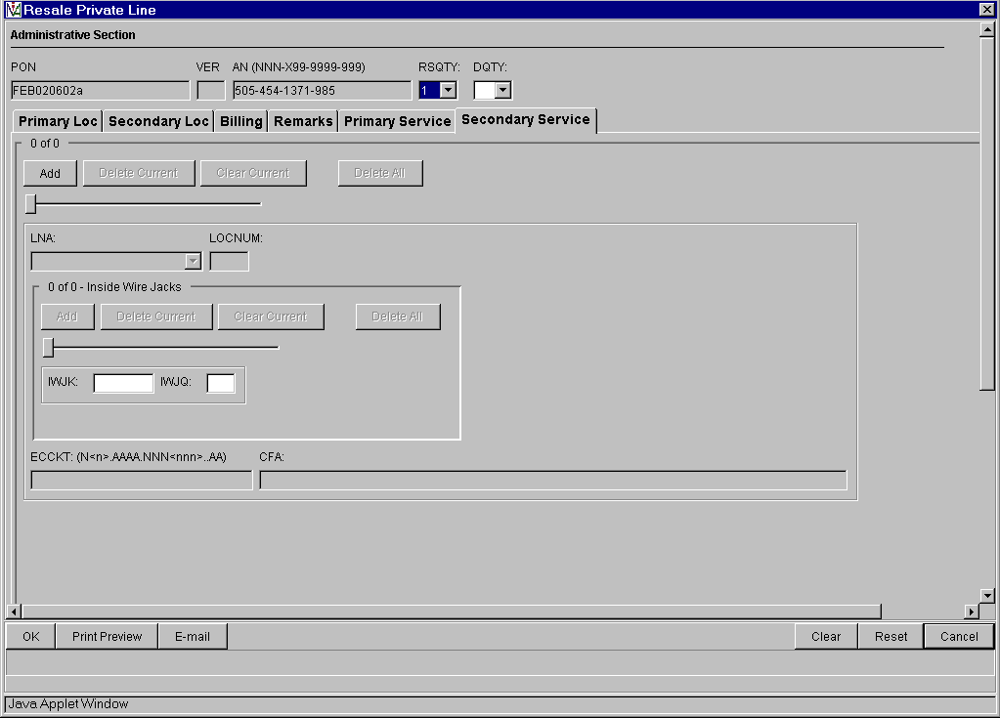 Resale Private Line
Administrative Section
PON VER AN (NNN-X99-9999-999) RSQTY: DQTY:
FEB020602a 505-454-1371-985 1
Primary Loc Secondary Loc Billing Remarks Primary Service Secondary Service
0 of 0
Add Delete Current Clear Current Delete All
LNA: LOCNUM:
0 of 0 - Inside Wire Jacks
Add Delete Current Clear Current Delete All
IWJK: IWJQ:
ECCKT: (N<n>.AAAA.NNN<nnn>..AA) CFA:
OK Print Preview E-mail Clear Reset Cancel
Java Applet Window